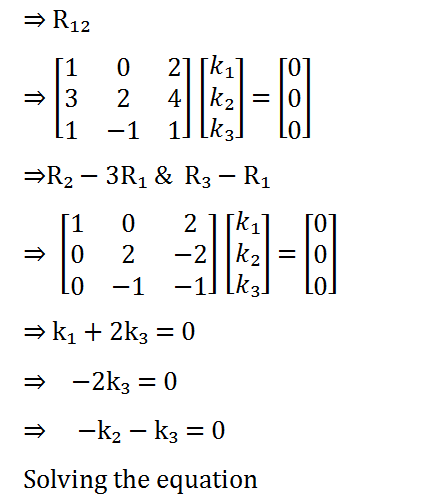 ⇒ R₁₂
⇒ [1 0 2; 3 2 4; 1 −1 1] [k₁; k₂; k₃] = [0; 0; 0]
⇒R₂ − 3R₁ & R₃ − R₁
⇒ [1 0 2; 0 2 −2; 0 −1 −1] [k₁; k₂; k₃] = [0; 0; 0]
⇒ k₁ + 2k₃ = 0
⇒ −2k₃ = 0
⇒ −k₂ − k₃ = 0
Solving the equation